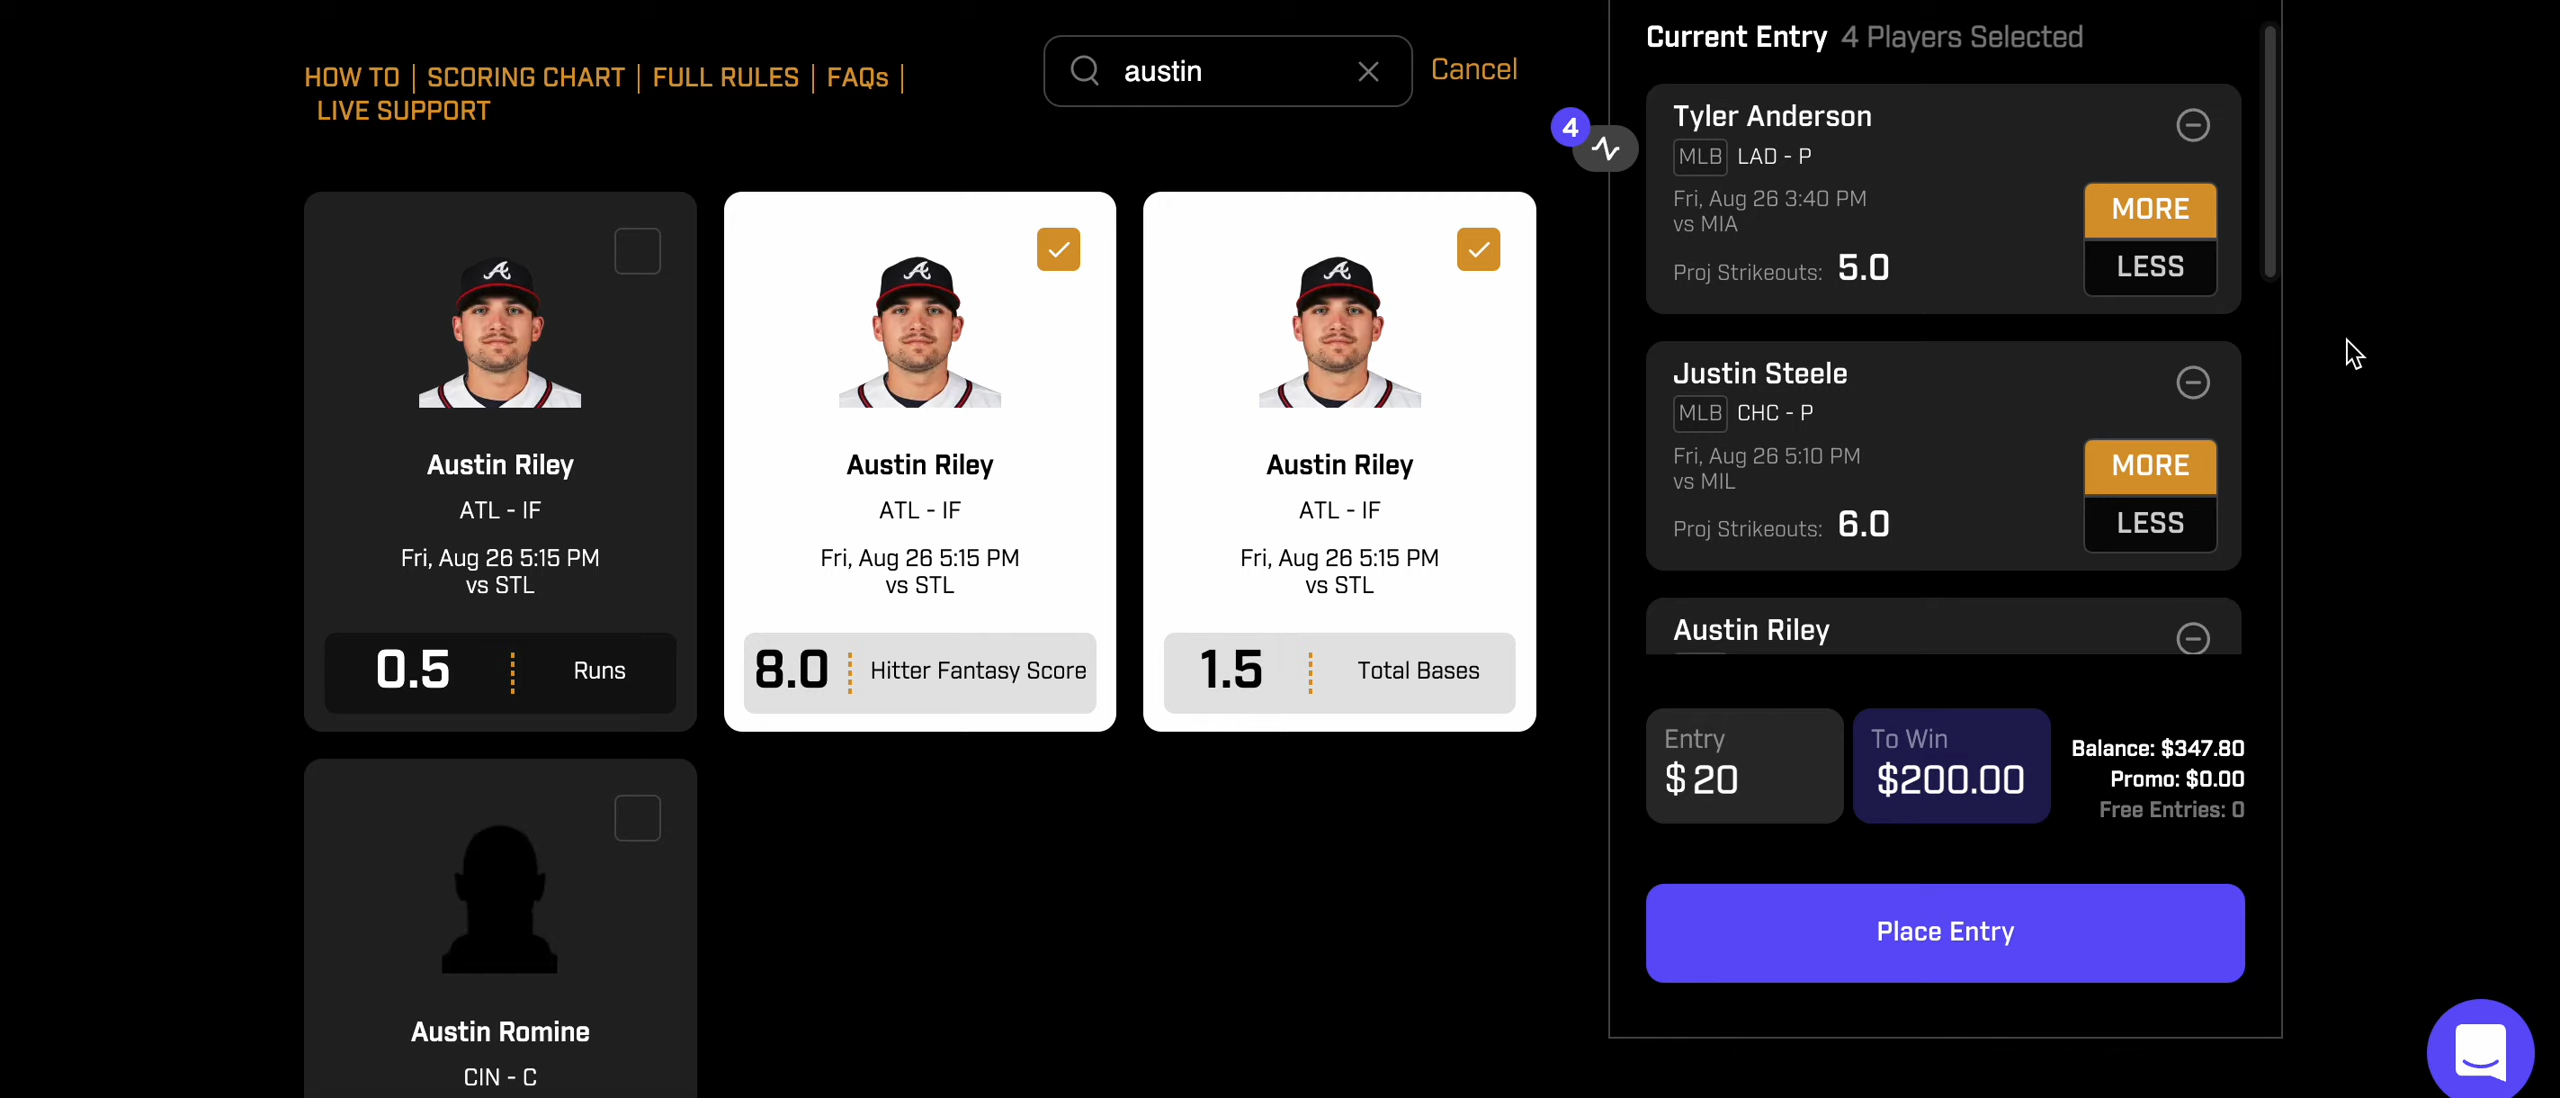 HOW TO | SCORING CHART | FULL RULES | FAQs |
LIVE SUPPORT
austin
Cancel
Austin Riley
ATL - IF
Fri, Aug 26 5:15 PM
vs STL
0.5 Runs
Austin Riley
ATL - IF
Fri, Aug 26 5:15 PM
vs STL
8.0 Hitter Fantasy Score
Austin Riley
ATL - IF
Fri, Aug 26 5:15 PM
vs STL
1.5 Total Bases
Austin Romine
CIN - C
4
Current Entry 4 Players Selected
Tyler Anderson
MLB LAD - P
Fri, Aug 26 3:40 PM
vs MIA
Proj Strikeouts: 5.0
MORE
LESS
Justin Steele
MLB CHC - P
Fri, Aug 26 5:10 PM
vs MIL
Proj Strikeouts: 6.0
MORE
LESS
Austin Riley
Entry
$ 20
To Win
$200.00
Balance: $347.80
Promo: $0.00
Free Entries: 0
Place Entry